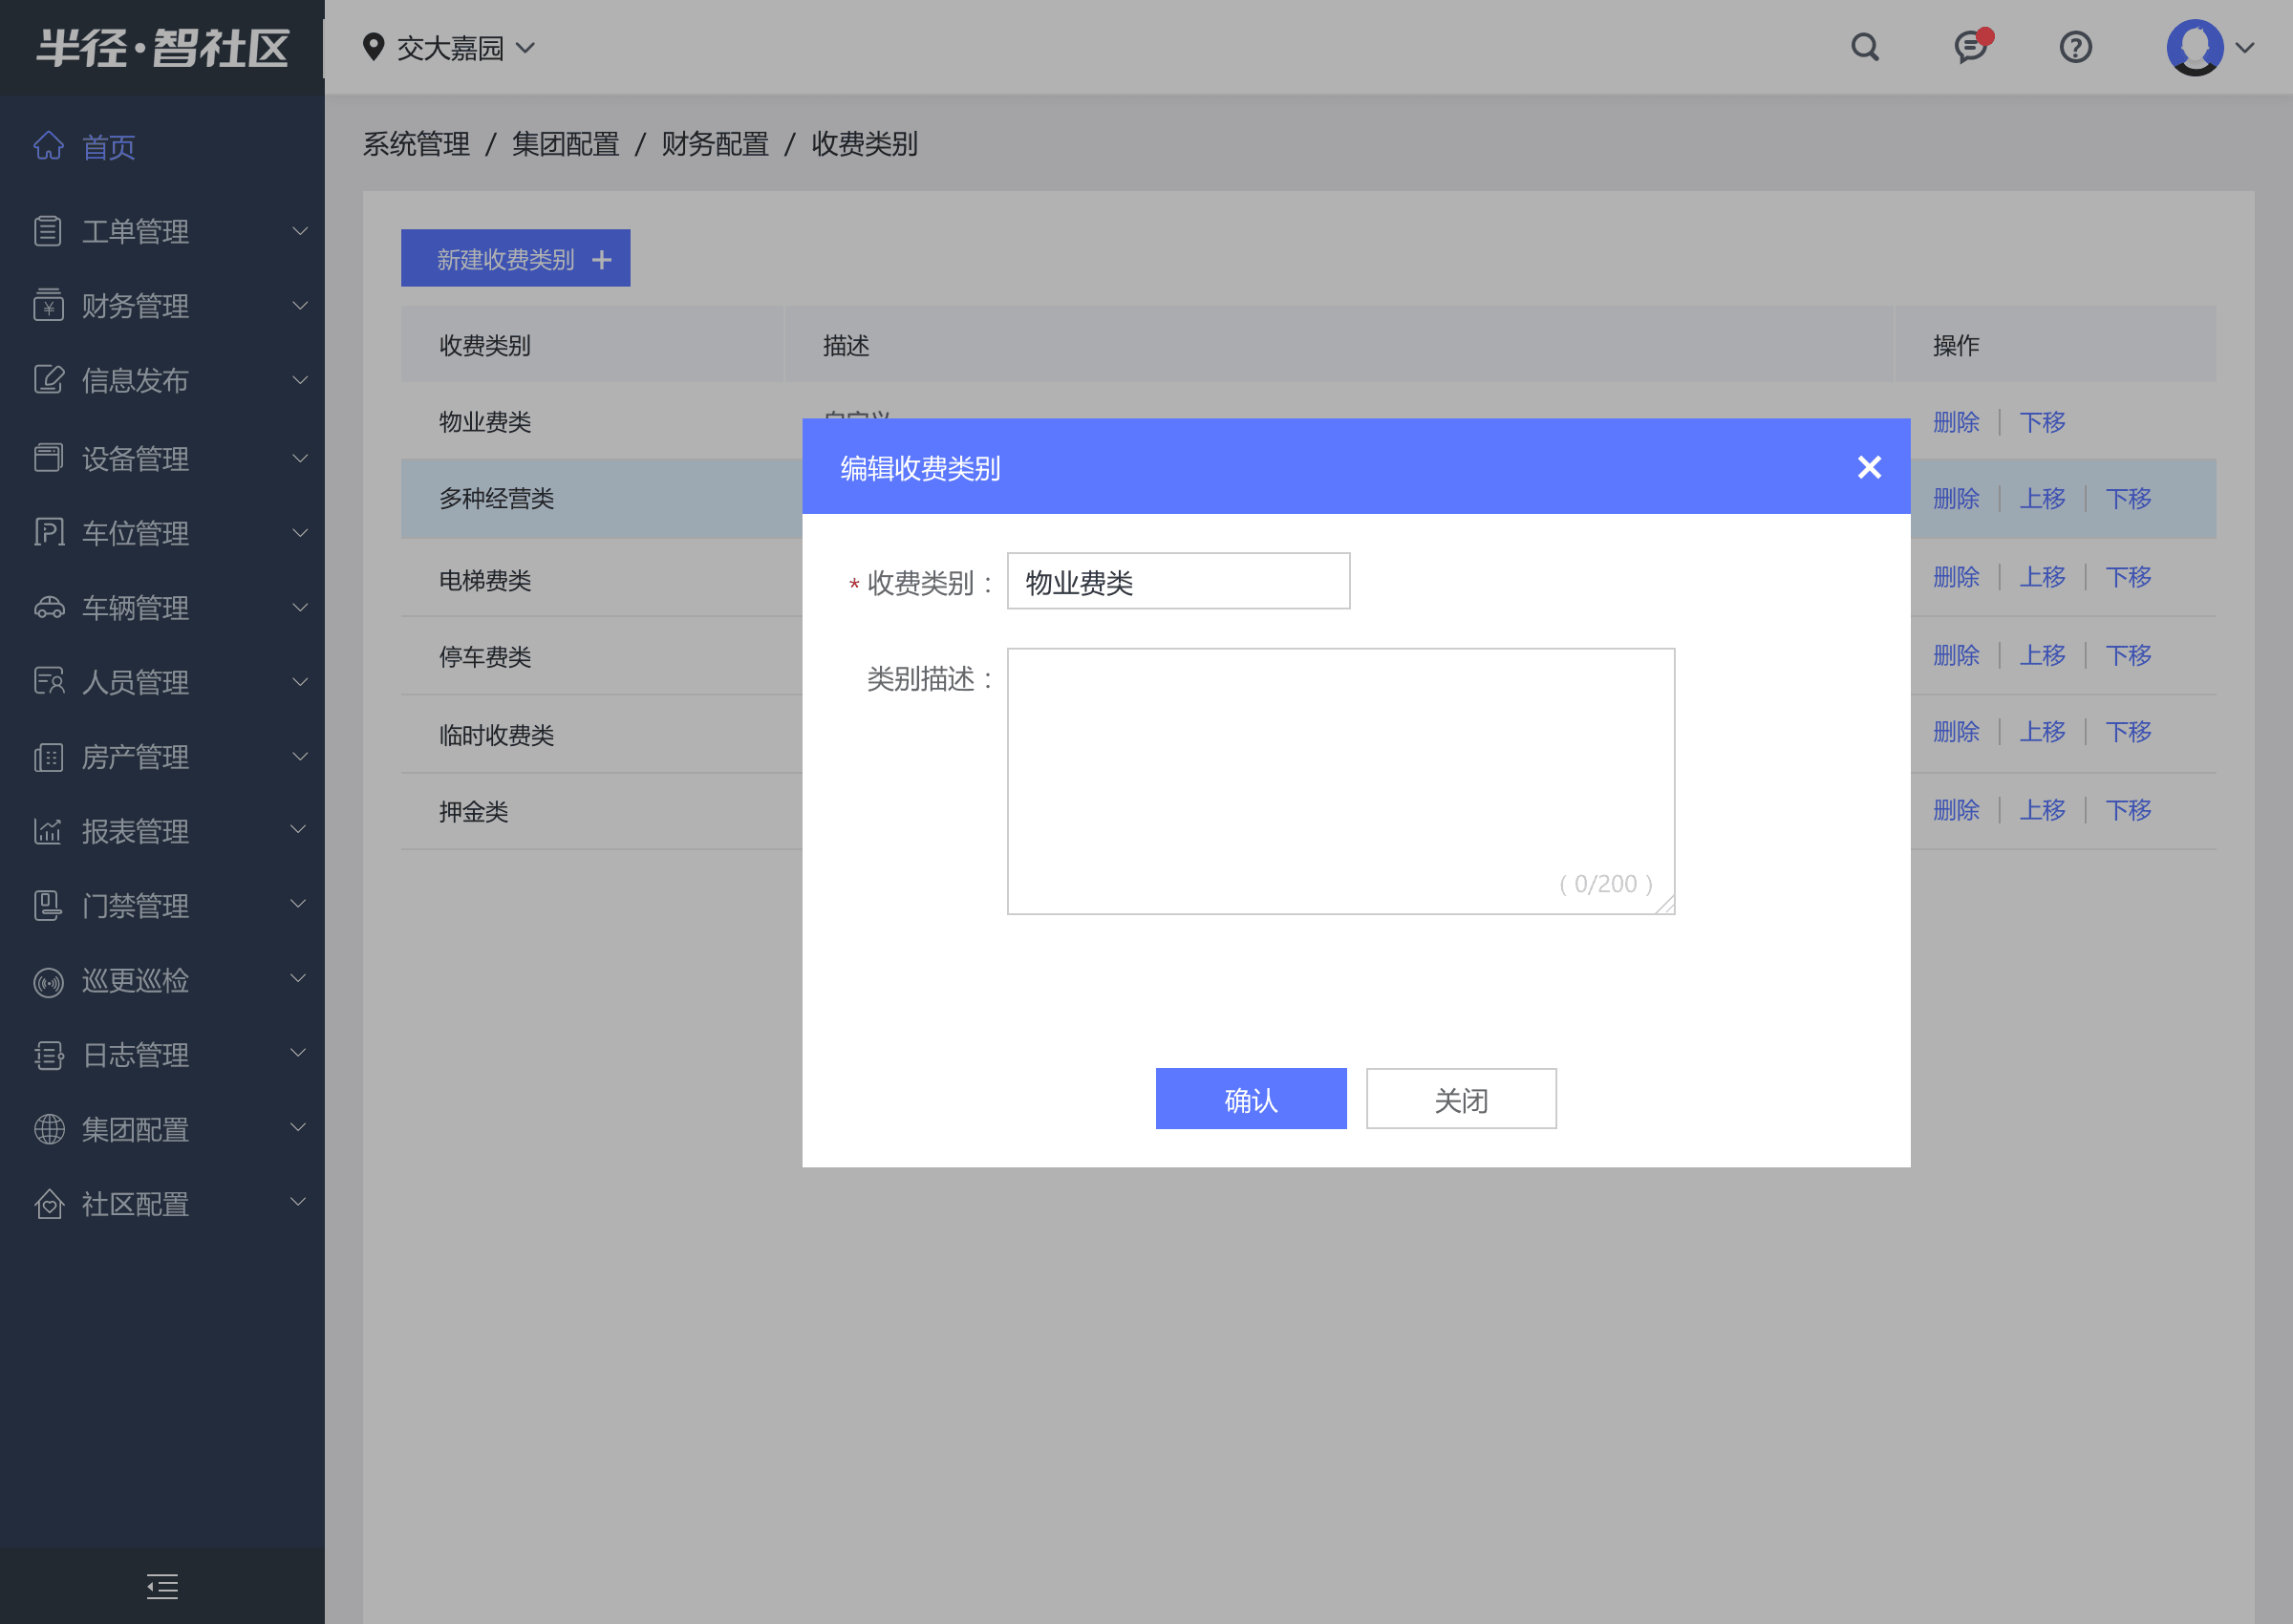 半径·智社区
交大嘉园
首页
工单管理
财务管理
信息发布
设备管理
车位管理
车辆管理
人员管理
房产管理
报表管理
门禁管理
巡更巡检
日志管理
集团配置
社区配置
系统管理 / 集团配置 / 财务配置 / 收费类别
新建收费类别 +
收费类别 描述 操作
物业费类 自定义 删除 下移
多种经营类 删除 上移 下移
电梯费类 删除 上移 下移
停车费类 删除 上移 下移
临时收费类 删除 上移 下移
押金类 删除 上移 下移
编辑收费类别
* 收费类别： 物业费类
类别描述：
（0/200）
确认 关闭